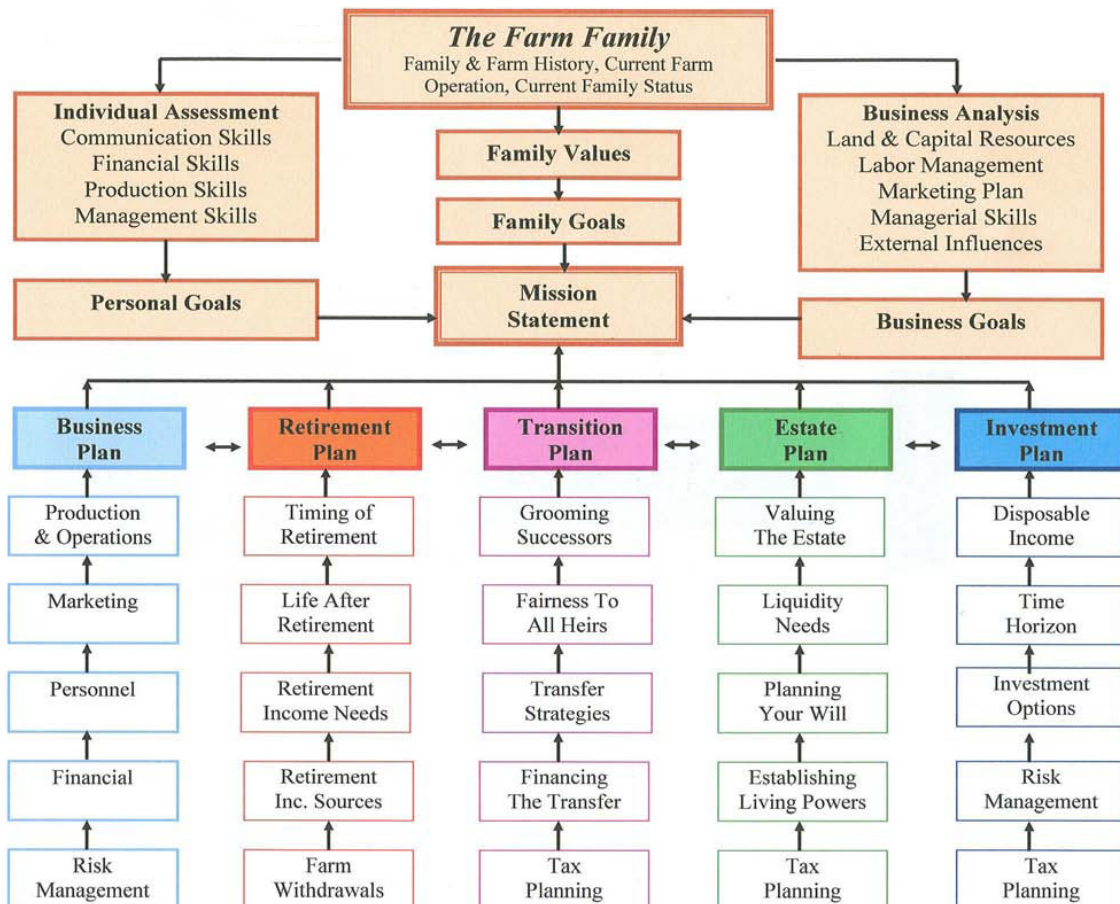 The Farm Family
Family & Farm History, Current Farm
Operation, Current Family Status
Individual Assessment
Communication Skills
Financial Skills
Production Skills
Management Skills
Family Values
Family Goals
Business Analysis
Land & Capital Resources
Labor Management
Marketing Plan
Managerial Skills
External Influences
Personal Goals
Mission
Statement
Business Goals
Business
Plan
Retirement
Plan
Transition
Plan
Estate
Plan
Investment
Plan
Production
& Operations
Timing of
Retirement
Grooming
Successors
Valuing
The Estate
Disposable
Income
Marketing
Life After
Retirement
Fairness To
All Heirs
Liquidity
Needs
Time
Horizon
Personnel
Retirement
Income Needs
Transfer
Strategies
Planning
Your Will
Investment
Options
Financial
Retirement
Inc. Sources
Financing
The Transfer
Establishing
Living Powers
Risk
Management
Risk
Management
Farm
Withdrawals
Tax
Planning
Tax
Planning
Tax
Planning